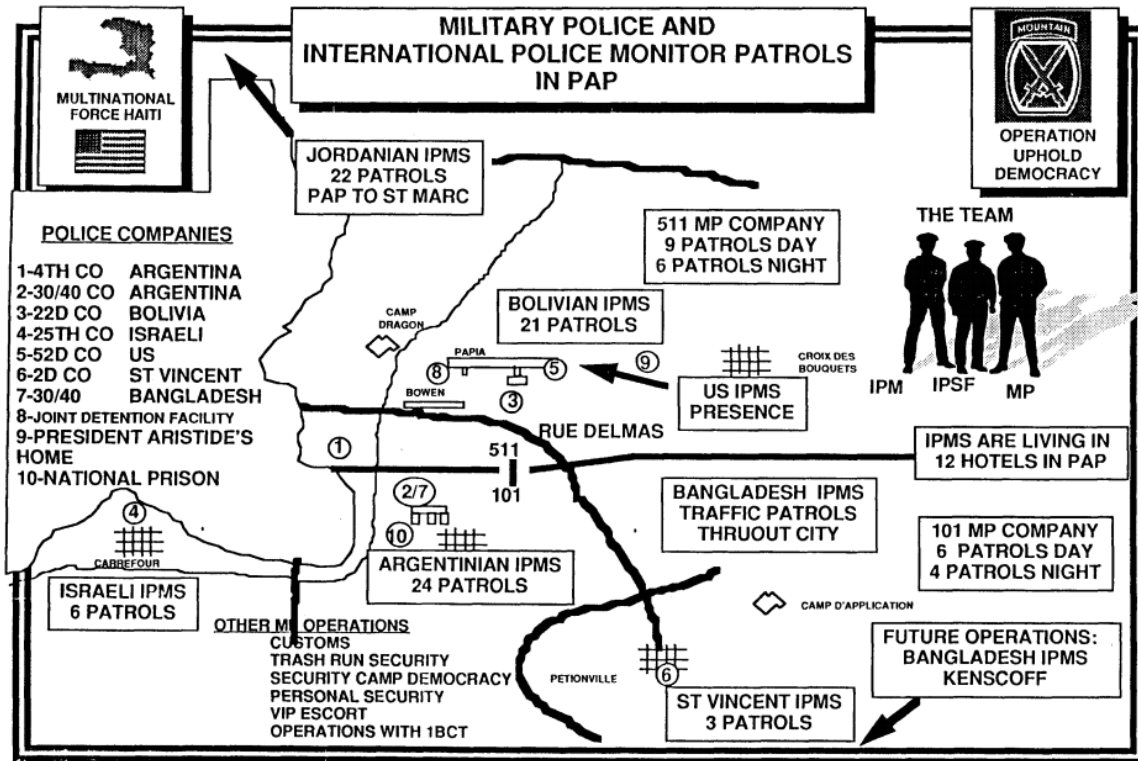 MILITARY POLICE AND
INTERNATIONAL POLICE MONITOR PATROLS
IN PAP
MULTINATIONAL
FORCE HAITI
MOUNTAIN
OPERATION
UPHOLD
DEMOCRACY
JORDANIAN IPMS
22 PATROLS
PAP TO ST MARC
POLICE COMPANIES
1-4TH CO ARGENTINA
2-30/40 CO ARGENTINA
3-22D CO BOLIVIA
4-25TH CO ISRAELI
5-52D CO US
6-2D CO ST VINCENT
7-30/40 BANGLADESH
8-JOINT DETENTION FACILITY
9-PRESIDENT ARISTIDE'S
HOME
10-NATIONAL PRISON
511 MP COMPANY
9 PATROLS DAY
6 PATROLS NIGHT
THE TEAM
IPM
IPSF
MP
BOLIVIAN IPMS
21 PATROLS
CAMP
DRAGON
PAPIA
8
5
9
3
BOWEN
CROIX DES
BOUQUETS
US IPMS
PRESENCE
RUE DELMAS
1
511
101
IPMS ARE LIVING IN
12 HOTELS IN PAP
2/7
10
BANGLADESH IPMS
TRAFFIC PATROLS
THRUOUT CITY
4
CARREFOUR
ISRAELI IPMS
6 PATROLS
ARGENTINIAN IPMS
24 PATROLS
101 MP COMPANY
6 PATROLS DAY
4 PATROLS NIGHT
CAMP D'APPLICATION
OTHER MP OPERATIONS
CUSTOMS
TRASH RUN SECURITY
SECURITY CAMP DEMOCRACY
PERSONAL SECURITY
VIP ESCORT
OPERATIONS WITH 1BCT
PETIONVILLE
6
ST VINCENT IPMS
3 PATROLS
FUTURE OPERATIONS:
BANGLADESH IPMS
KENSCOFF